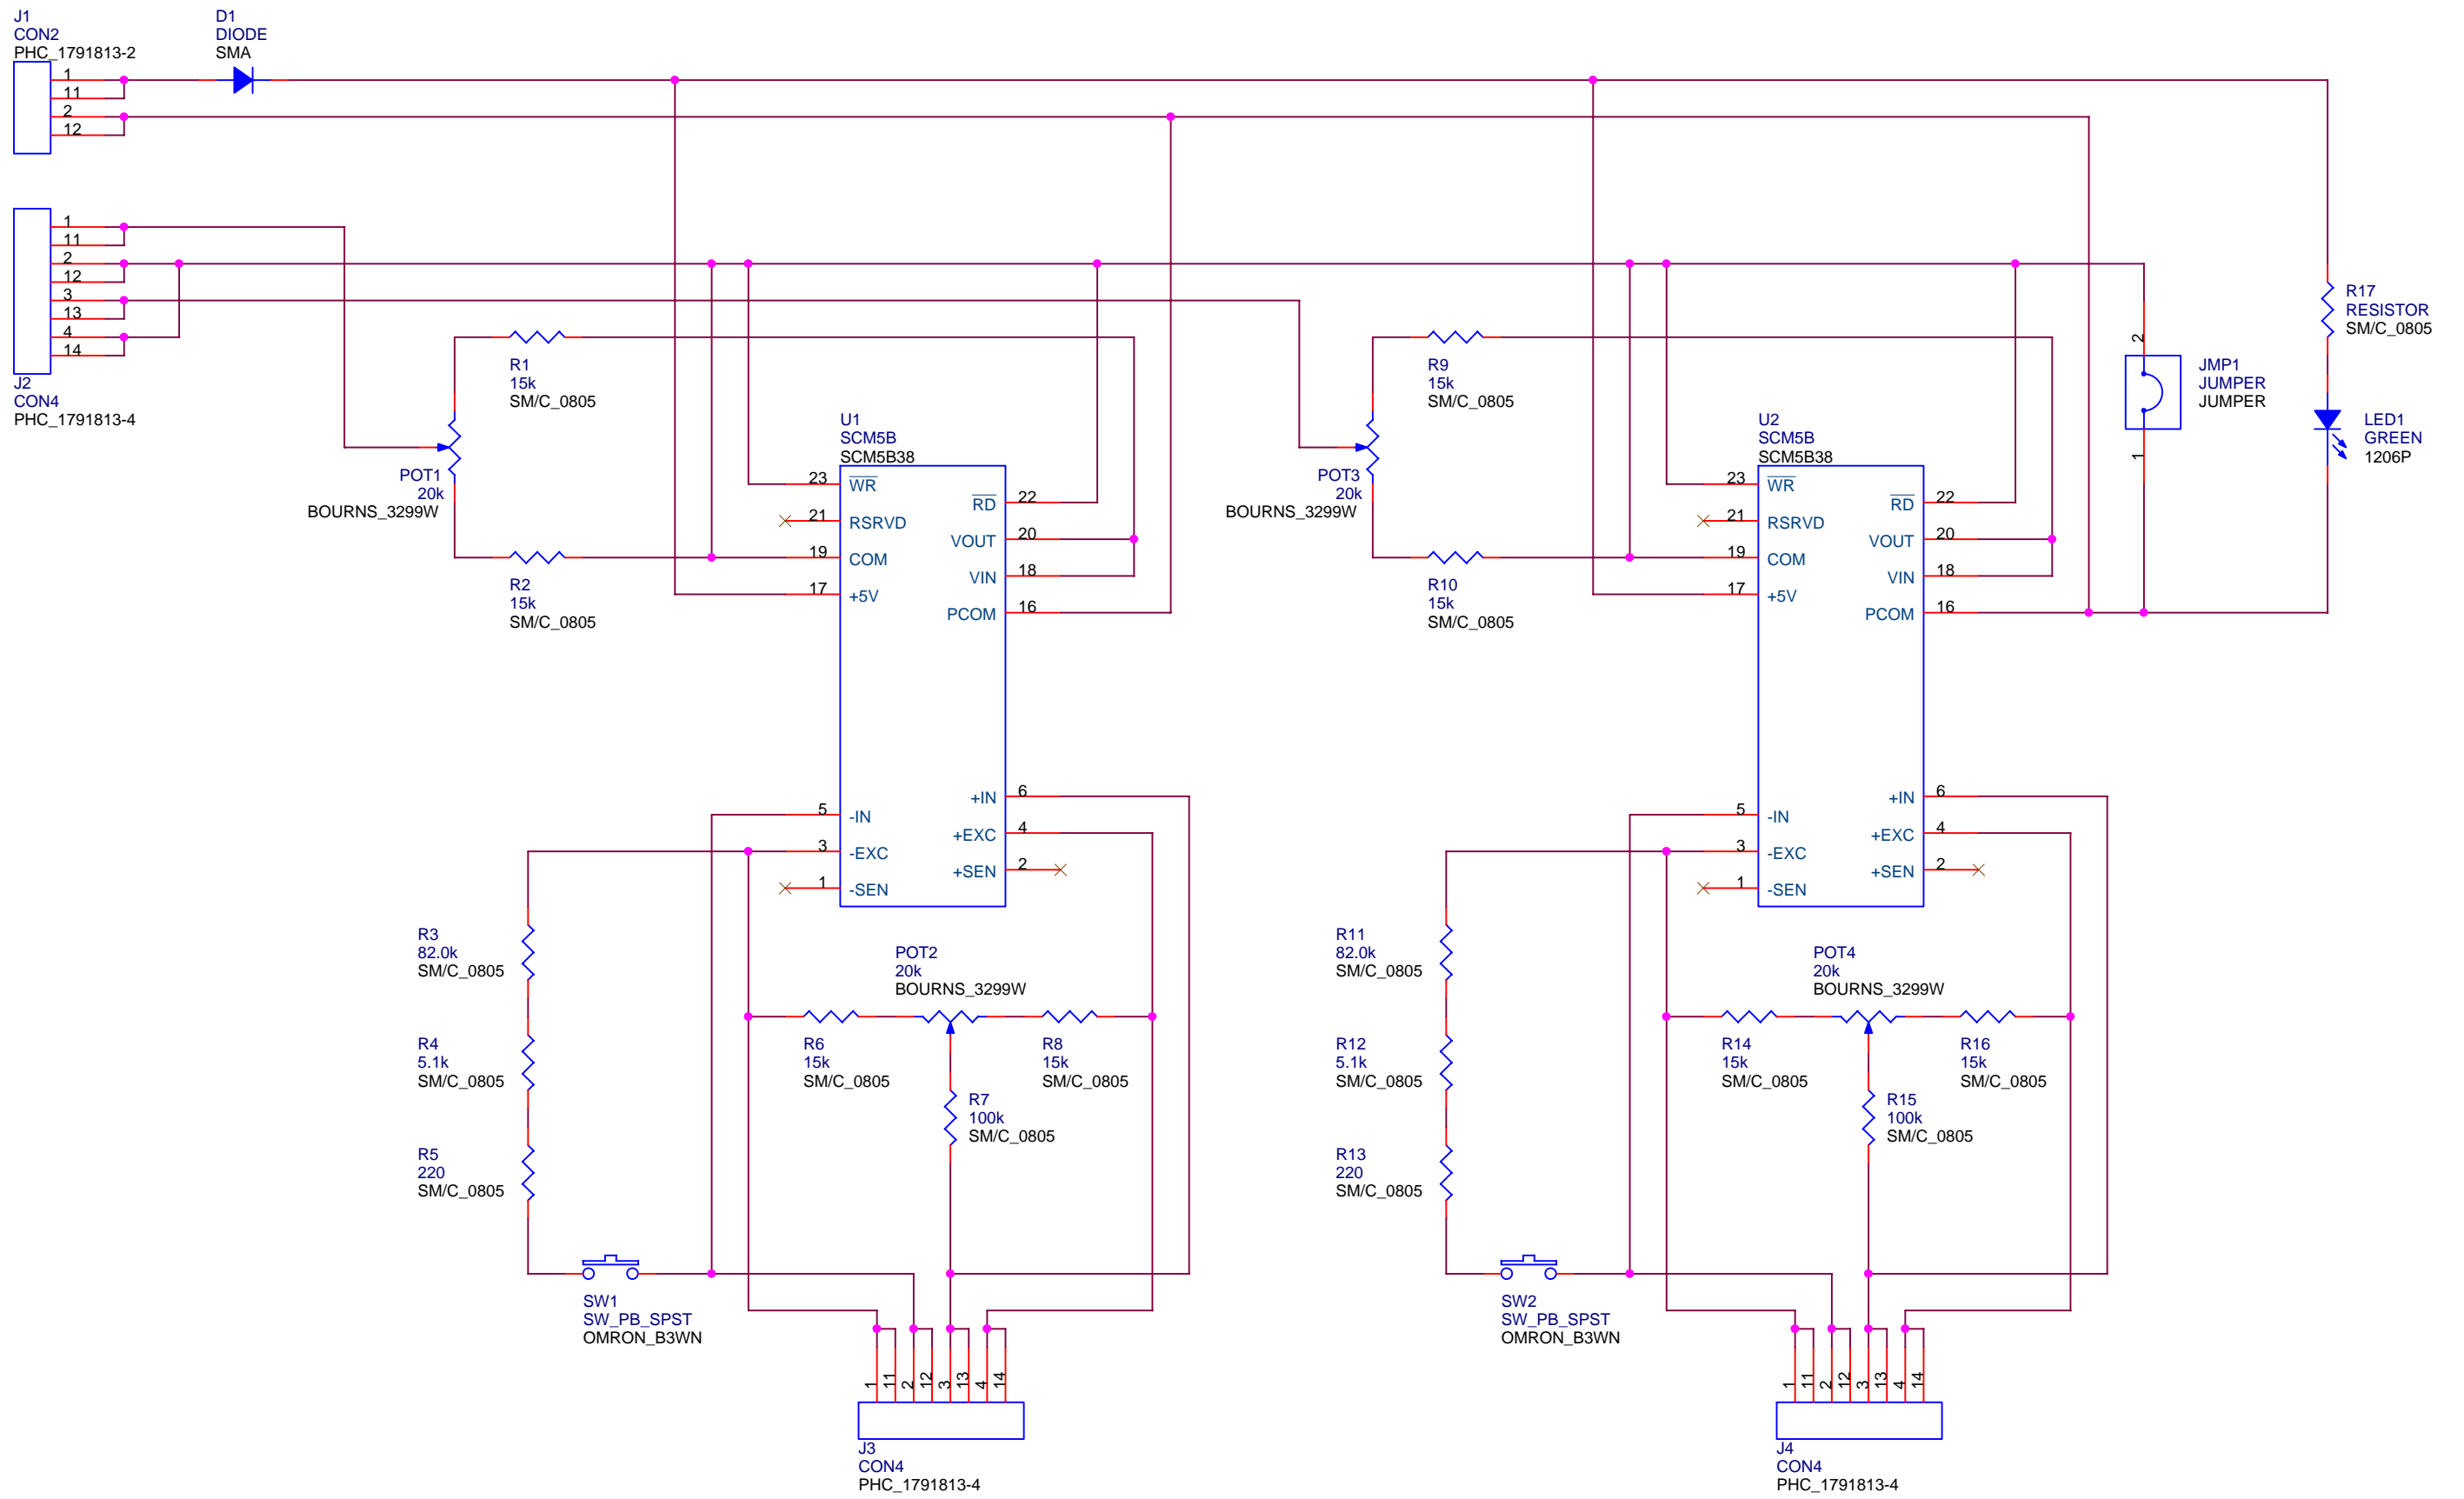 J1
CON2
PHC_1791813-2
1
11
2
12
D1
DIODE
SMA
1
11
2
12
3
13
4
14
J2
CON4
PHC_1791813-4
R1
15k
SM/C_0805
POT1
20k
BOURNS_3299W
R2
15k
SM/C_0805
U1
SCM5B
SCM5B38
23
WR
21
RSRVD
19
COM
17
+5V
RD
22
VOUT
20
VIN
18
PCOM
16
5
-IN
3
-EXC
1
-SEN
+IN
6
+EXC
4
+SEN
2
R9
15k
SM/C_0805
POT3
20k
BOURNS_3299W
R10
15k
SM/C_0805
U2
SCM5B
SCM5B38
23
WR
21
RSRVD
19
COM
17
+5V
RD
22
VOUT
20
VIN
18
PCOM
16
5
-IN
3
-EXC
1
-SEN
+IN
6
+EXC
4
+SEN
2
2
1
JMP1
JUMPER
JUMPER
R17
RESISTOR
SM/C_0805
LED1
GREEN
1206P
R3
82.0k
SM/C_0805
R4
5.1k
SM/C_0805
R5
220
SM/C_0805
POT2
20k
BOURNS_3299W
R6
15k
SM/C_0805
R8
15k
SM/C_0805
R7
100k
SM/C_0805
SW1
SW_PB_SPST
OMRON_B3WN
1
11
2
12
3
13
4
14
J3
CON4
PHC_1791813-4
R11
82.0k
SM/C_0805
R12
5.1k
SM/C_0805
R13
220
SM/C_0805
POT4
20k
BOURNS_3299W
R14
15k
SM/C_0805
R16
15k
SM/C_0805
R15
100k
SM/C_0805
SW2
SW_PB_SPST
OMRON_B3WN
1
11
2
12
3
13
4
14
J4
CON4
PHC_1791813-4